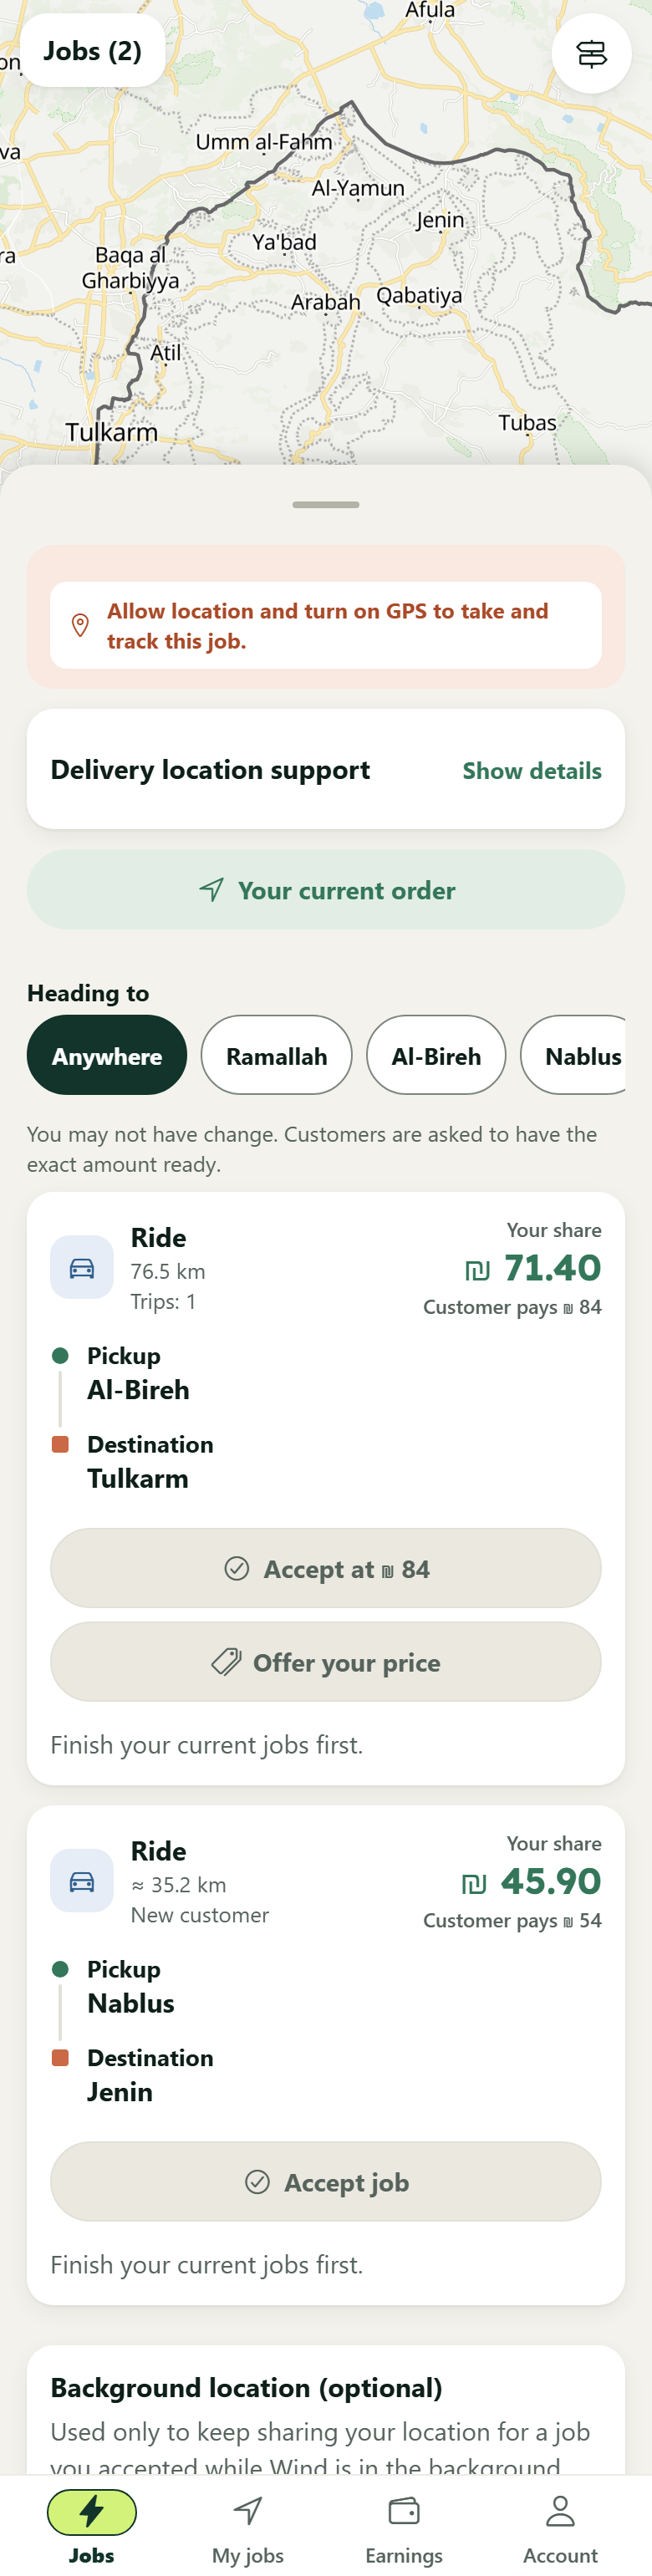 Afula
Jobs (2)
on
Umm al-Fahm
va
Al-Yamun
Jenin
Ya'bad
ra
Baqa al
Gharbiyya
Arabah
Qabatiya
Atil
Tubas
Tulkarm
Allow location and turn on GPS to take and
track this job.
Delivery location support
Show details
Your current order
Heading to
Anywhere
Ramallah
Al-Bireh
Nablus
You may not have change. Customers are asked to have the
exact amount ready.
Ride
76.5 km
Trips: 1
Your share
₪ 71.40
Customer pays ₪ 84
Pickup
Al-Bireh
Destination
Tulkarm
Accept at ₪ 84
Offer your price
Finish your current jobs first.
Ride
≈ 35.2 km
New customer
Your share
₪ 45.90
Customer pays ₪ 54
Pickup
Nablus
Destination
Jenin
Accept job
Finish your current jobs first.
Background location (optional)
Used only to keep sharing your location for a job
you accepted while Wind is in the background
Jobs
My jobs
Earnings
Account